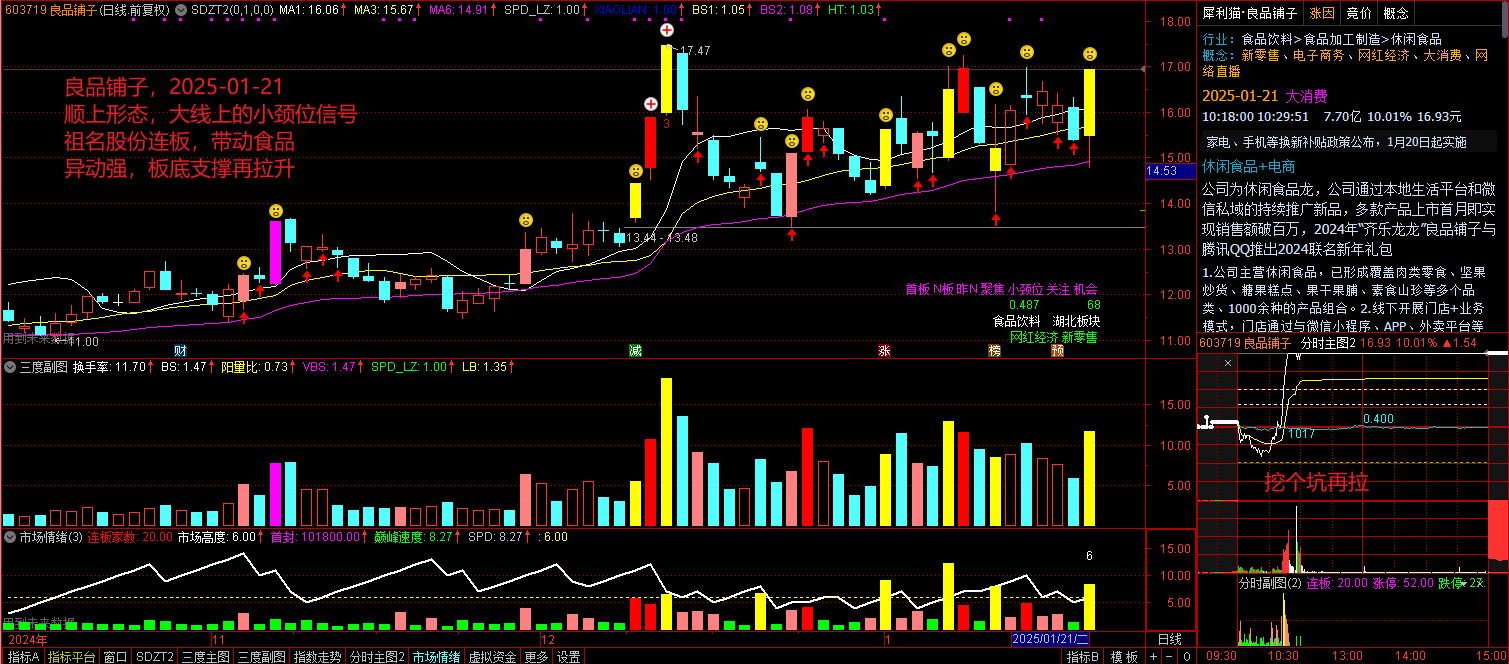 603719 良品铺子(日线.前复权) SDZT2(0,1,0,0) MA1: 16.06↑ MA3: 15.67↑ MA6: 14.91↑ SPD_LZ: 1.00↑ XIAOLIAN: 1.00↑ BS1: 1.05↑ BS2: 1.08↑ HT: 1.03↑
良品铺子，2025-01-21
顺上形态，大线上的小颈位信号
祖名股份连板，带动食品
异动强，板底支撑再拉升
17.47
3
13.44 - 13.48
11.00
用到未来数据
首板 N板 昨N 聚焦 小颈位 关注 机会
0.487 68
食品饮料 湖北板块
网红经济 新零售
财 减 涨 榜 预
18.00
17.00
16.00
15.00
14.53
14.00
13.00
12.00
11.00
三度副图 换手率: 11.70↑ BS: 1.47↑ 阳量比: 0.73↑ VBS: 1.47↑ SPD_LZ: 1.00↑ LB: 1.35↑
15.00
10.00
5.00
市场情绪(3) 连板家数: 20.00 市场高度: 6.00↑ 首封: 101800.00↑ 巅峰速度: 8.27↑ SPD: 8.27↑ : 6.00
6
15.00
10.00
5.00
用到未来数据
2024年 11 12 1 2025/01/21/二 日线
指标A 指标平台 窗口 SDZT2 三度主图 三度副图 指数走势 分时主图2 市场情绪 虚拟资金 更多 设置 指标B 模板 + - 0
犀利猫·良品铺子 涨因 竞价 概念
行业: 食品饮料>食品加工制造>休闲食品
概念: 新零售、电子商务、网红经济、大消费、网
络直播
2025-01-21 大消费
10:18:00 10:29:51 7.70亿 10.01% 16.93元
家电、手机等换新补贴政策公布，1月20日起实施
休闲食品+电商
公司为休闲食品龙，公司通过本地生活平台和微
信私域的持续推广新品，多款产品上市首月即实
现销售额破百万，2024年“齐乐龙龙”良品铺子与
腾讯QQ推出2024联名新年礼包
1.公司主营休闲食品，已形成覆盖肉类零食、坚果
炒货、糖果糕点、果干果脯、素食山珍等多个品
类、1000余种的产品组合。2.线下开展门店+业务
模式，门店通过与微信小程序、APP、外卖平台等
603719 良品铺子 分时主图2 16.93 10.01% ▲1.54
×
0.400
1017
挖个坑再拉
分时副图(2) 连板: 20.00 涨停: 52.00 跌停: 27
09:30 10:30 13:00 14:00 15:00